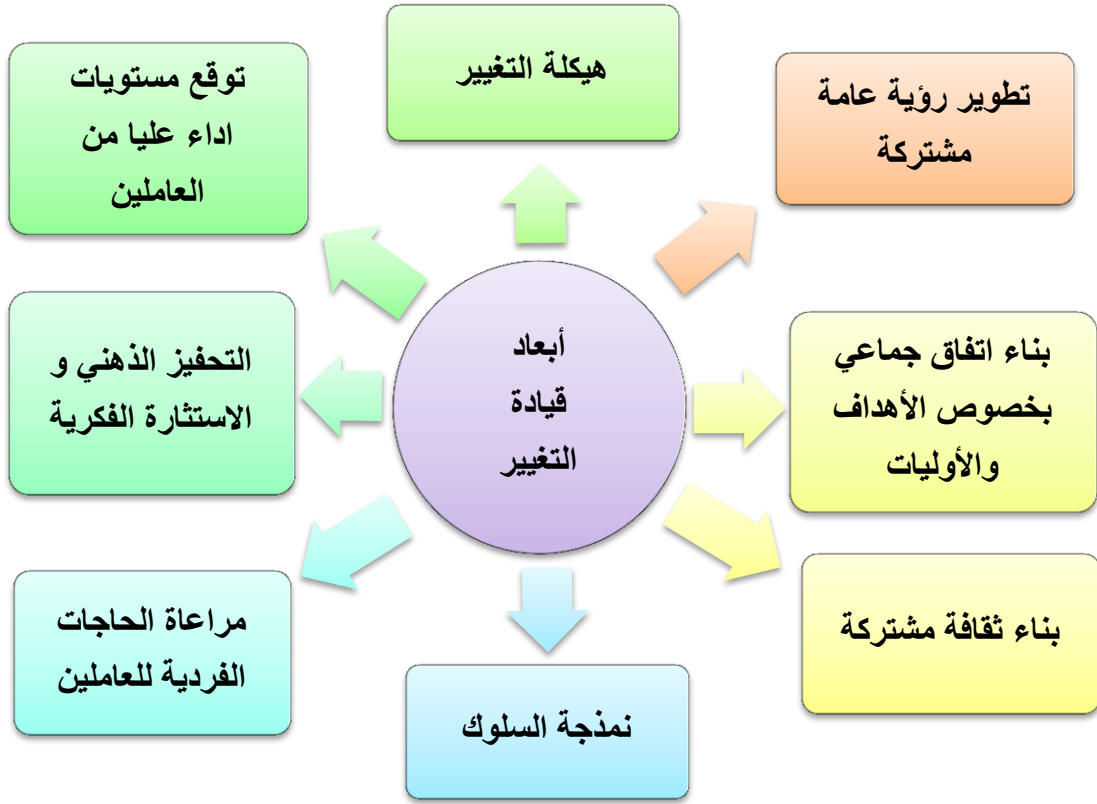 هيكلة التغيير
تطوير رؤية عامة
مشتركة
بناء اتفاق جماعي
بخصوص الأهداف
والأوليات
بناء ثقافة مشتركة
نمذجة السلوك
مراعاة الحاجات
الفردية للعاملين
التحفيز الذهني و
الاستثارة الفكرية
توقع مستويات
اداء عليا من
العاملين
أبعاد
قيادة
التغيير